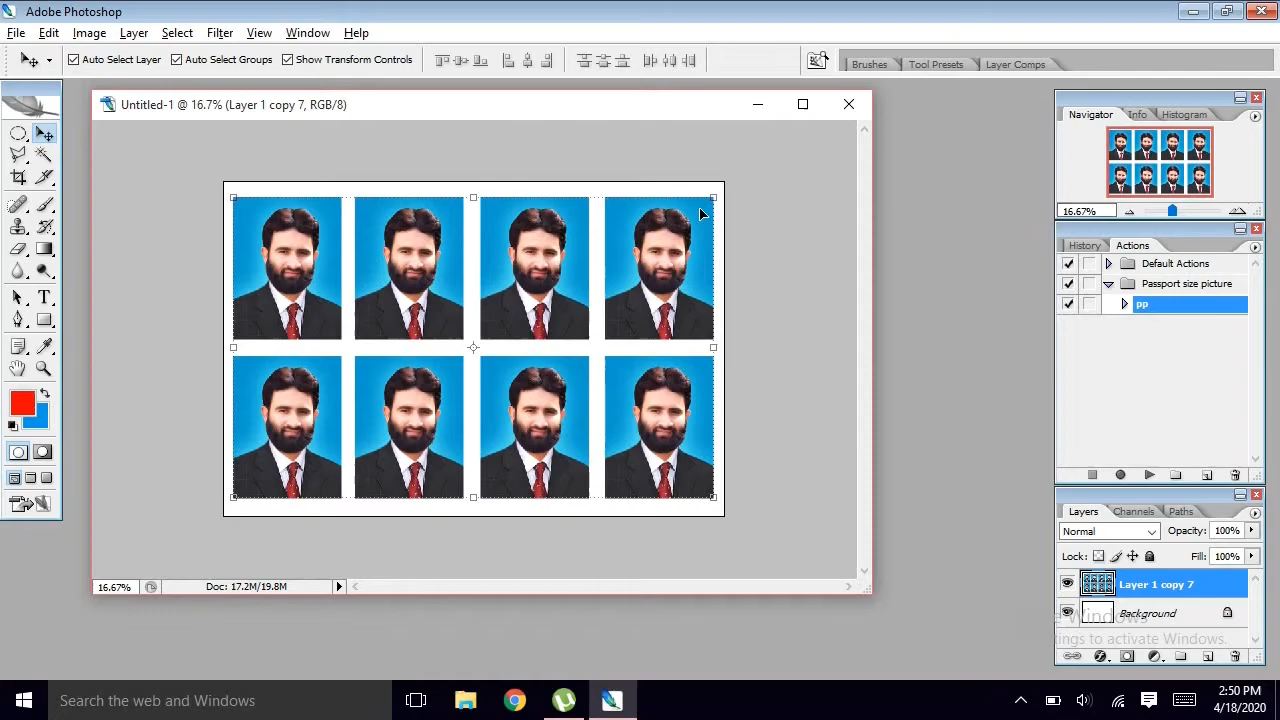 Adobe Photoshop
File Edit Image Layer Select Filter View Window Help
Auto Select Layer Auto Select Groups Show Transform Controls
Brushes Tool Presets Layer Comps
Untitled-1 @ 16.7% (Layer 1 copy 7, RGB/8)
Navigator Info Histogram
16.67%
History Actions
Default Actions
Passport size picture
pp
Layers Channels Paths
Normal Opacity: 100%
Lock: Fill: 100%
Layer 1 copy 7
Background
Windows
to activate Windows.
16.67% Doc: 17.2M/19.8M
Search the web and Windows
2:50 PM
4/18/2020